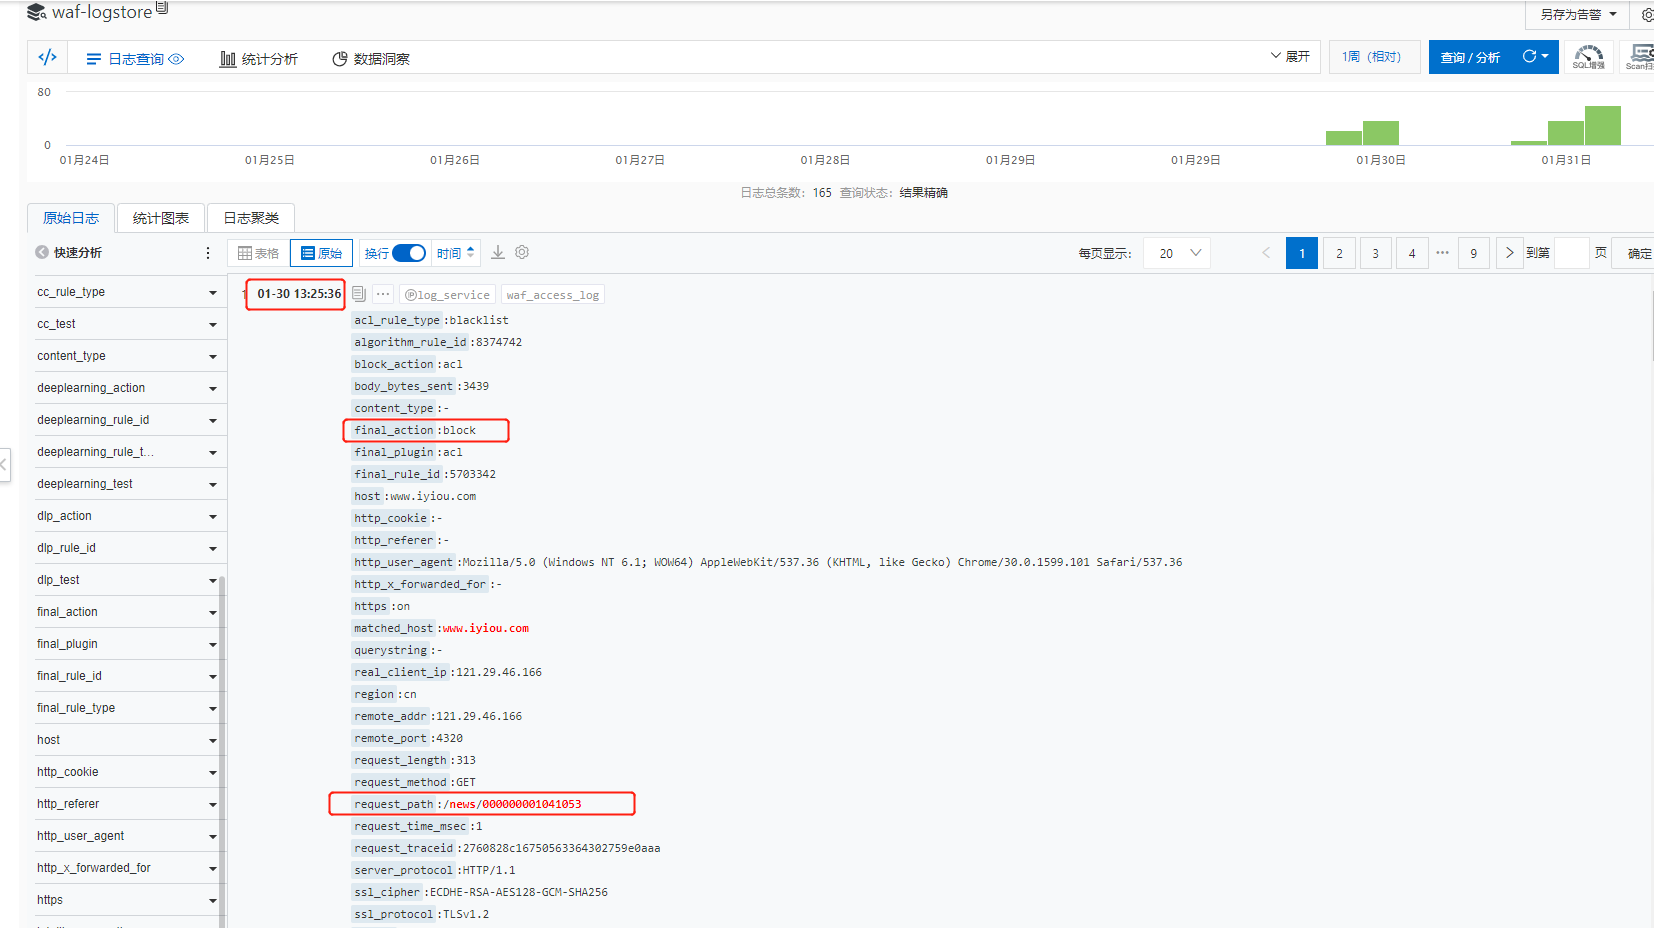 waf-logstore
另存为告警
</>
日志查询
统计分析
数据洞察
展开
1周（相对）
查询 / 分析
SQL增强
80
0
01月24日
01月25日
01月26日
01月27日
01月28日
01月29日
01月29日
01月30日
01月31日
日志总条数：165 查询状态：结果精确
原始日志
统计图表
日志聚类
快速分析
表格
原始
换行
时间
每页显示：
20
1
2
3
4
9
到第
页
确定
cc_rule_type
cc_test
content_type
deeplearning_action
deeplearning_rule_id
deeplearning_rule_t...
deeplearning_test
dlp_action
dlp_rule_id
dlp_test
final_action
final_plugin
final_rule_id
final_rule_type
host
http_cookie
http_referer
http_user_agent
http_x_forwarded_for
https
01-30 13:25:36
log_service
waf_access_log
acl_rule_type :blacklist
algorithm_rule_id :8374742
block_action :acl
body_bytes_sent :3439
content_type :-
final_action :block
final_plugin :acl
final_rule_id :5703342
host :www.iyiou.com
http_cookie :-
http_referer :-
http_user_agent :Mozilla/5.0 (Windows NT 6.1; WOW64) AppleWebKit/537.36 (KHTML, like Gecko) Chrome/30.0.1599.101 Safari/537.36
http_x_forwarded_for :-
https :on
matched_host :www.iyiou.com
querystring :-
real_client_ip :121.29.46.166
region :cn
remote_addr :121.29.46.166
remote_port :4320
request_length :313
request_method :GET
request_path :/news/000000001041053
request_time_msec :1
request_traceid :2760828c16750563364302759e0aaa
server_protocol :HTTP/1.1
ssl_cipher :ECDHE-RSA-AES128-GCM-SHA256
ssl_protocol :TLSv1.2